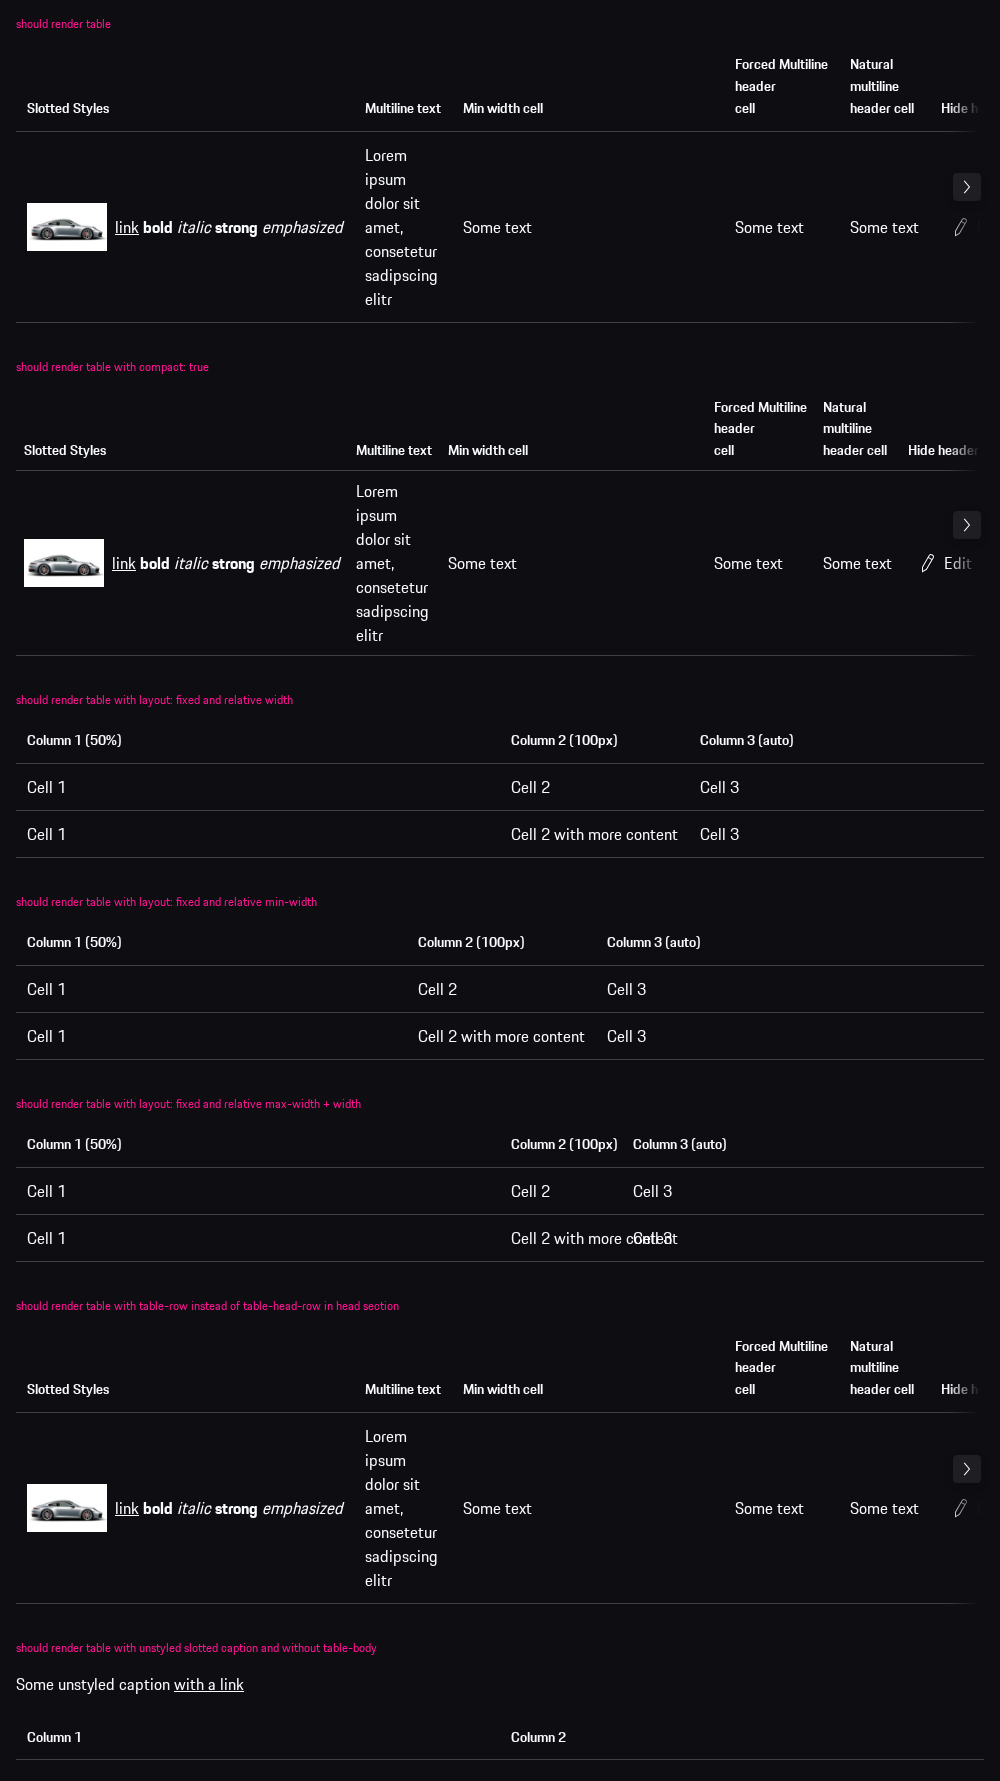 should render table
Slotted Styles Multiline text Min width cell Forced Multiline header cell Natural multiline header cell Hide
link bold italic strong emphasized
Lorem
ipsum
dolor sit
amet,
consetetur
sadipscing
elitr
Some text Some text Some text
should render table with compact: true
Slotted Styles Multiline text Min width cell Forced Multiline header cell Natural multiline header cell Hide header
link bold italic strong emphasized
Lorem
ipsum
dolor sit
amet,
consetetur
sadipscing
elitr
Some text Some text Some text Edit
should render table with layout: fixed and relative width
Column 1 (50%) Column 2 (100px) Column 3 (auto)
Cell 1 Cell 2 Cell 3
Cell 1 Cell 2 with more content Cell 3
should render table with layout: fixed and relative min-width
Column 1 (50%) Column 2 (100px) Column 3 (auto)
Cell 1 Cell 2 Cell 3
Cell 1 Cell 2 with more content Cell 3
should render table with layout: fixed and relative max-width + width
Column 1 (50%) Column 2 (100px) Column 3 (auto)
Cell 1 Cell 2 Cell 3
Cell 1 Cell 2 with more content Cell 3
should render table with table-row instead of table-head-row in head section
Slotted Styles Multiline text Min width cell Forced Multiline header cell Natural multiline header cell Hide
link bold italic strong emphasized
Lorem
ipsum
dolor sit
amet,
consetetur
sadipscing
elitr
Some text Some text Some text
should render table with unstyled slotted caption and without table-body
Some unstyled caption with a link
Column 1 Column 2